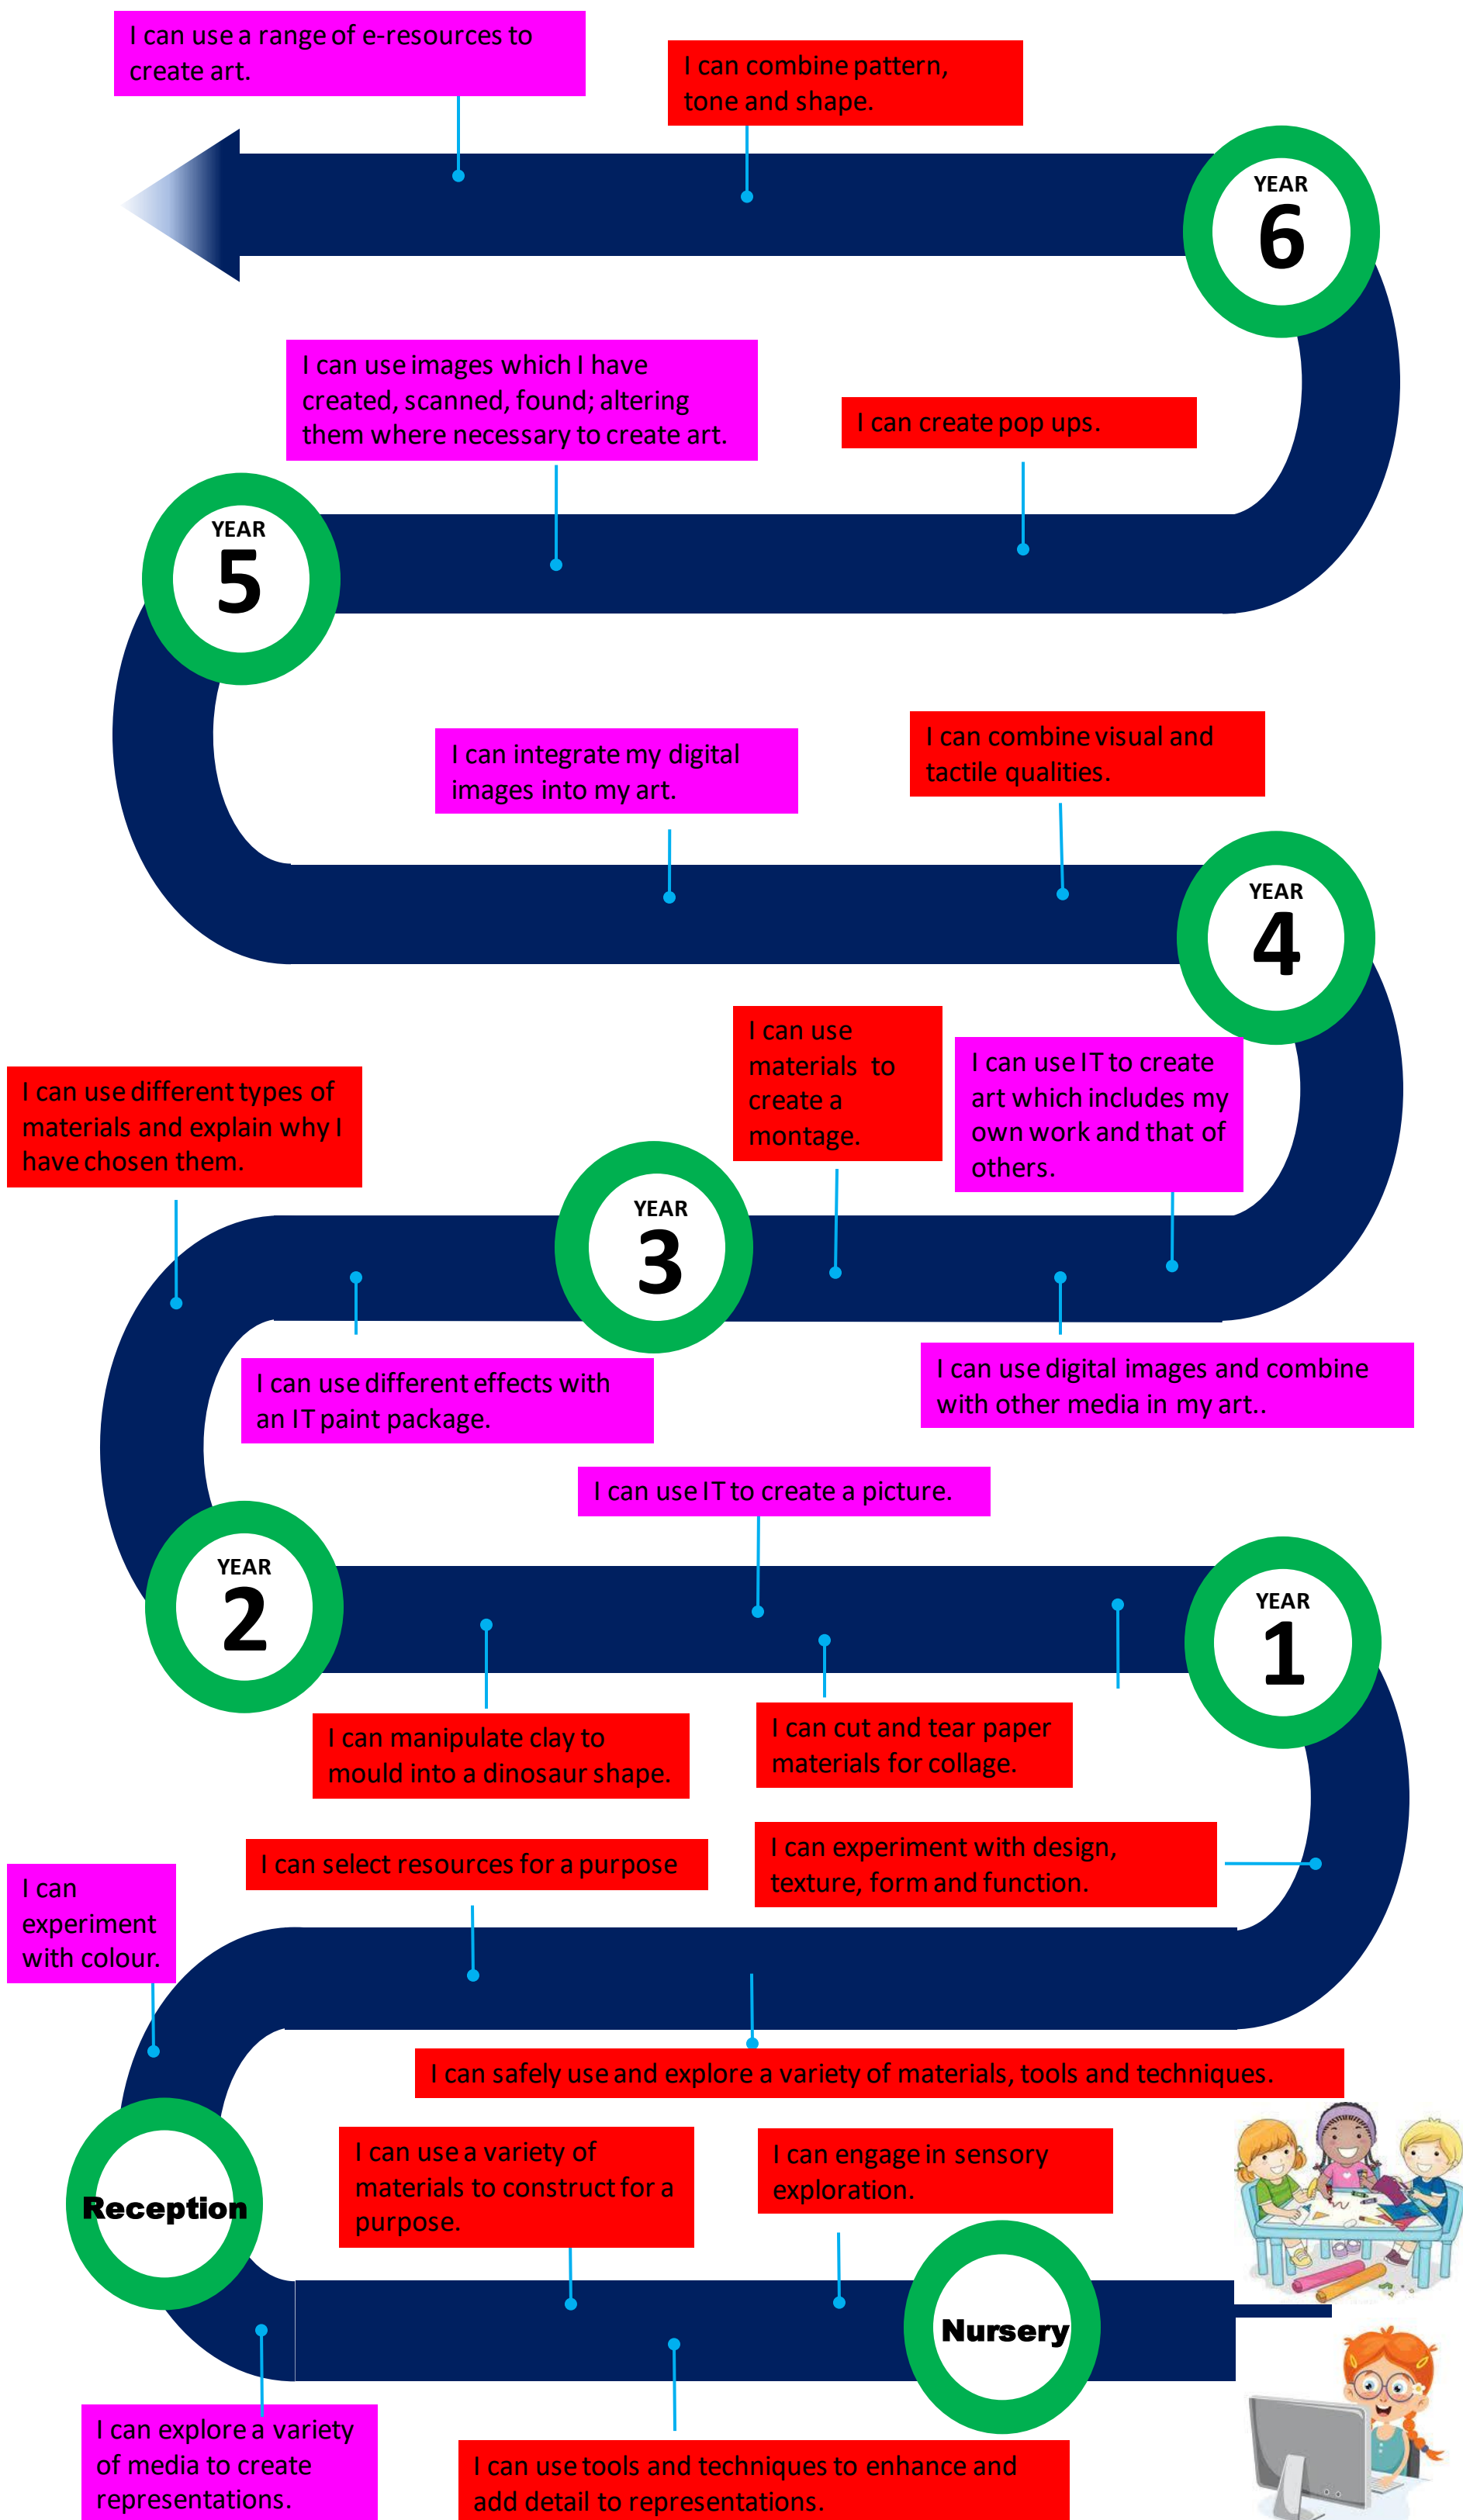 I can use a range of e-resources to
create art.
I can combine pattern,
tone and shape.
YEAR
6
I can use images which I have
created, scanned, found; altering
them where necessary to create art.
I can create pop ups.
YEAR
5
I can integrate my digital
images into my art.
I can combine visual and
tactile qualities.
YEAR
4
I can use different types of
materials and explain why I
have chosen them.
I can use
materials to
create a
montage.
I can use IT to create
art which includes my
own work and that of
others.
YEAR
3
I can use different effects with
an IT paint package.
I can use digital images and combine
with other media in my art..
I can use IT to create a picture.
YEAR
2
YEAR
1
I can manipulate clay to
mould into a dinosaur shape.
I can cut and tear paper
materials for collage.
I can select resources for a purpose
I can experiment with design,
texture, form and function.
I can
experiment
with colour.
I can safely use and explore a variety of materials, tools and techniques.
Reception
I can use a variety of
materials to construct for a
purpose.
I can engage in sensory
exploration.
Nursery
I can explore a variety
of media to create
representations.
I can use tools and techniques to enhance and
add detail to representations.